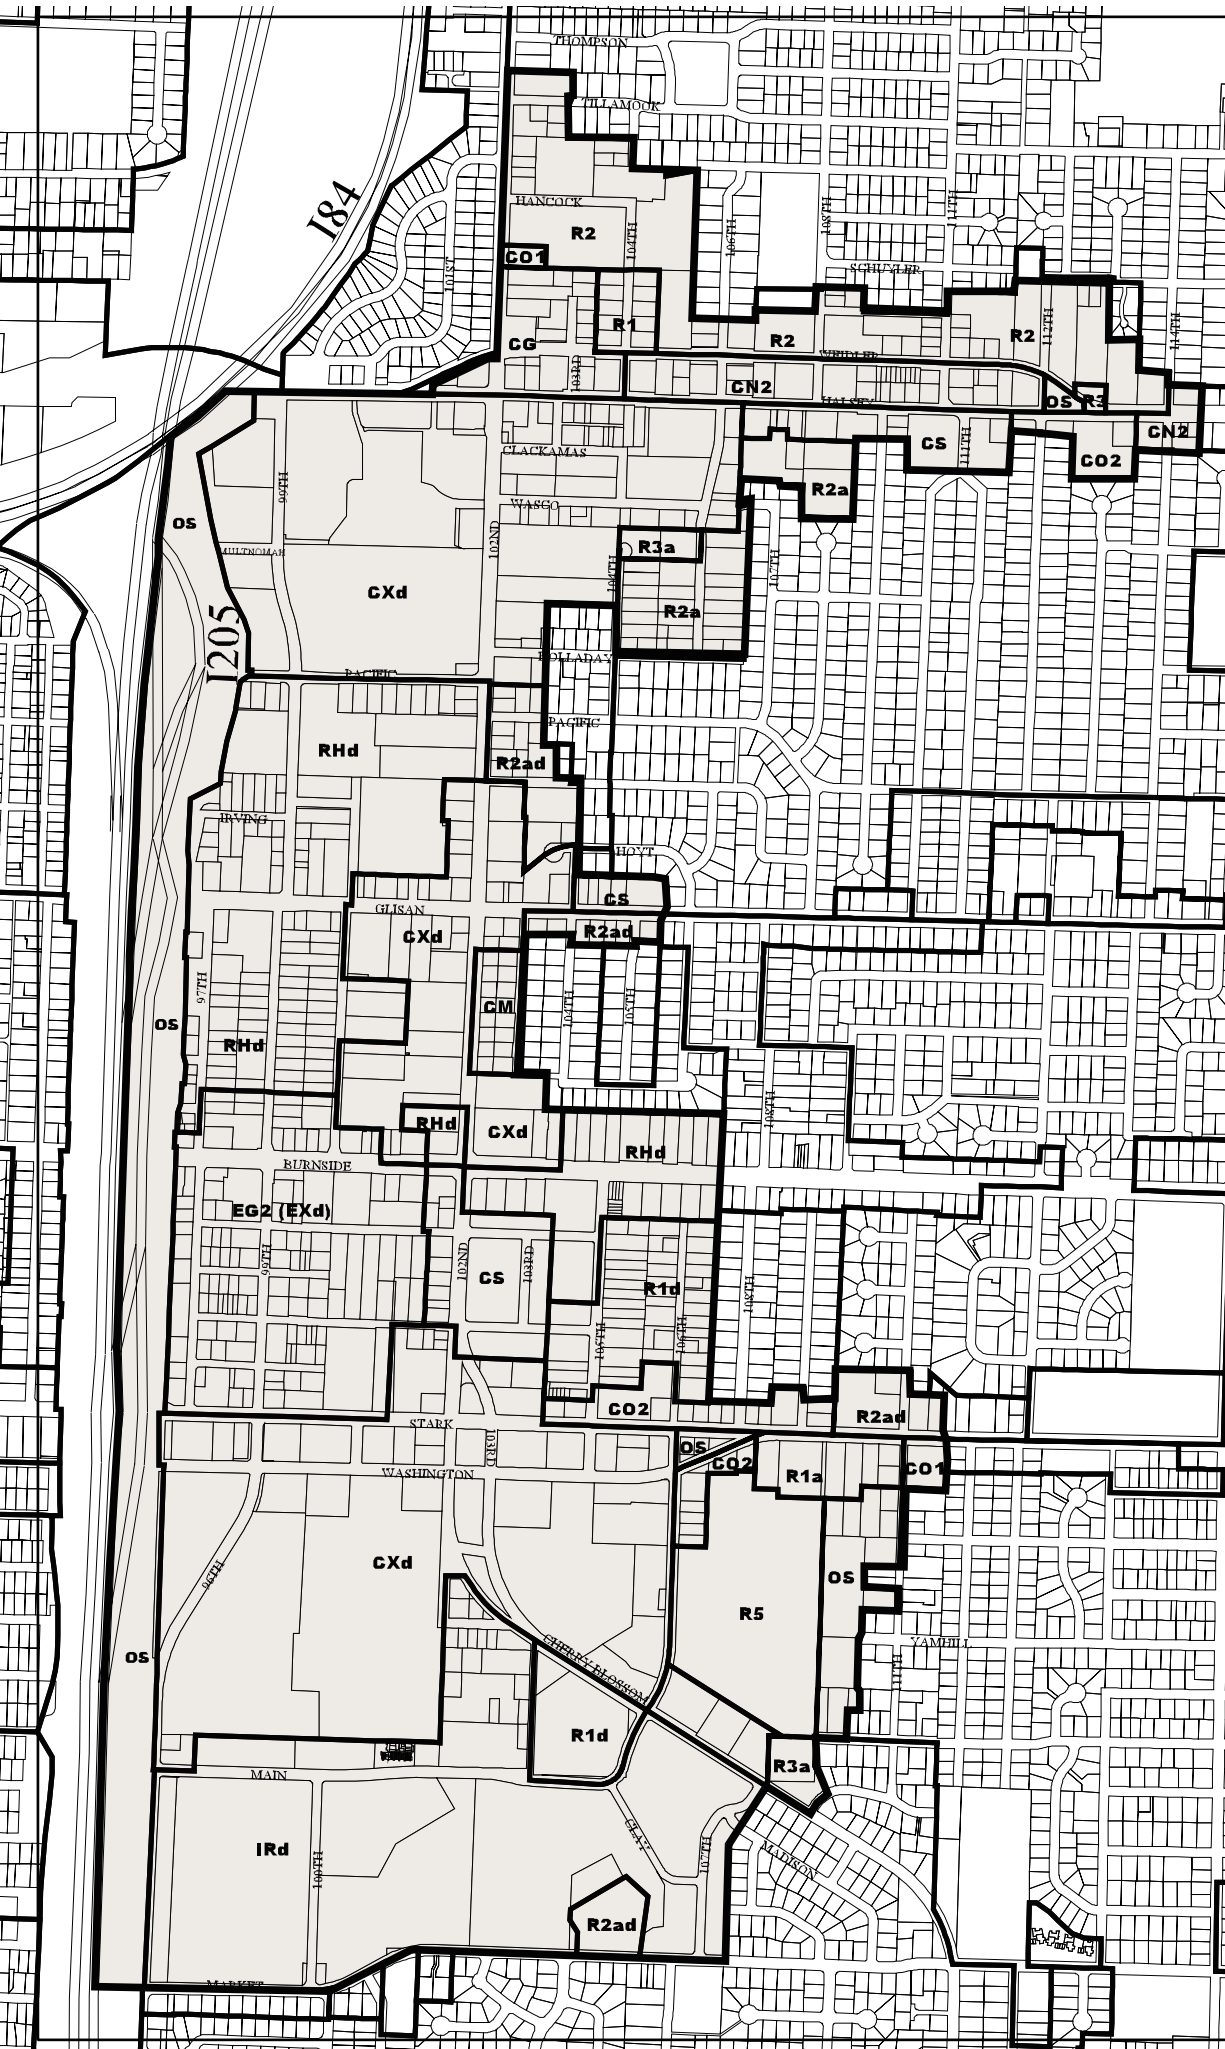 THOMPSON
TILLAMOOK
I84
HANCOCK
111TH
108TH
R2
104TH
106TH
CO1
101ST
SCHUYLER
R1
R2
112TH
114TH
CG
R2
WEIDLER
103RD
CN2
HALSEY
OS
R3
CN2
CS
111TH
CLACKAMAS
CO2
99TH
R2a
WASCO
OS
102ND
R3a
MULTNOMAH
107TH
104TH
CXd
R2a
I205
HOLLADAY
PACIFIC
PACIFIC
RHd
R2ad
IRVING
HOYT
CS
GLISAN
R2ad
CXd
97TH
CM
104TH
105TH
OS
RHd
108TH
RHd
CXd
RHd
BURNSIDE
EG2 (EXd)
99TH
102ND
103RD
CS
R1d
108TH
105TH
106TH
CO2
R2ad
STARK
103RD
OS
CO2
R1a
CO1
WASHINGTON
CXd
96TH
OS
R5
CHERRY BLOSSOM
YAMHILL
OS
111TH
R1d
R3a
MAIN
CLAY
107TH
MADISON
IRd
100TH
R2ad
MARKET